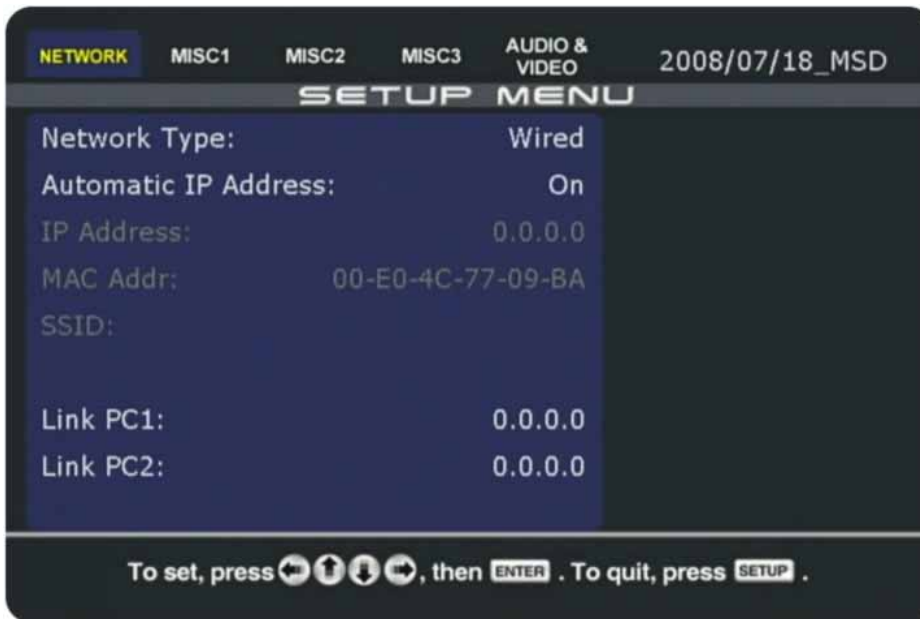 NETWORK MISC1 MISC2 MISC3 AUDIO & VIDEO 2008/07/18_MSD
SETUP MENU
Network Type: Wired
Automatic IP Address: On
IP Address: 0.0.0.0
MAC Addr: 00-E0-4C-77-09-BA
SSID:
Link PC1: 0.0.0.0
Link PC2: 0.0.0.0
To set, press , then ENTER . To quit, press SETUP .